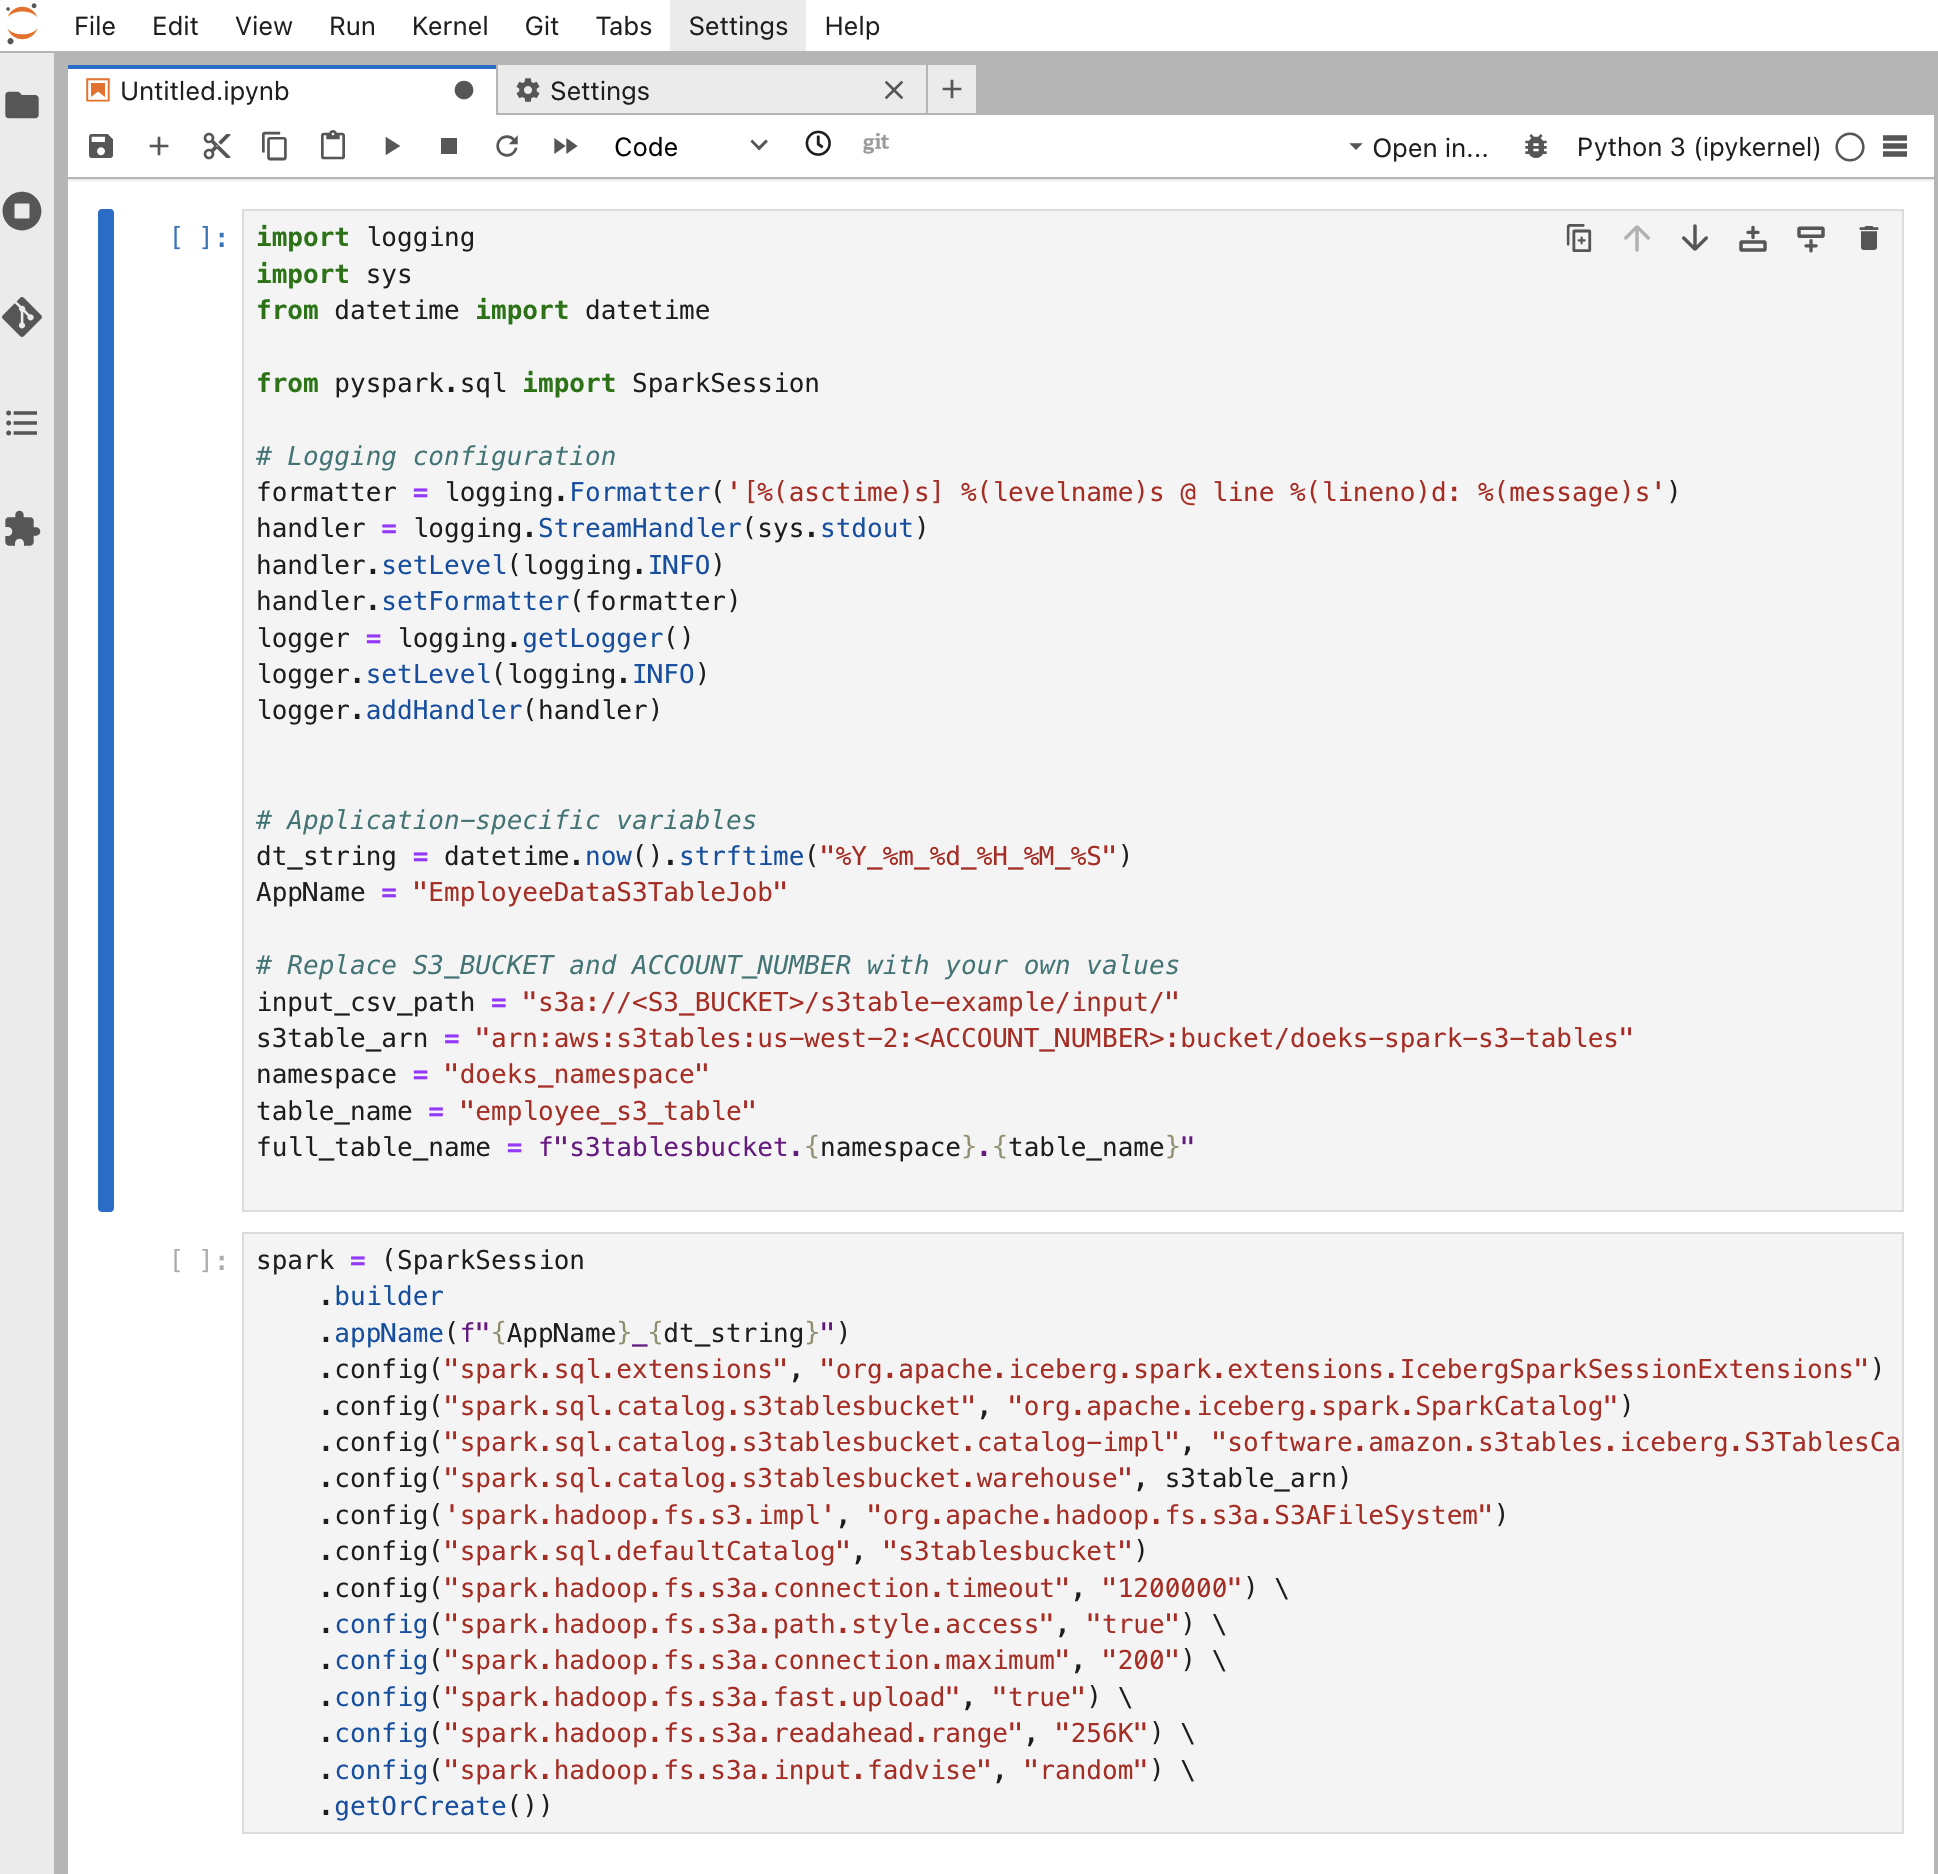 File Edit View Run Kernel Git Tabs Settings Help
Untitled.ipynb Settings
Code git Open in... Python 3 (ipykernel)
[ ]:
import logging
import sys
from datetime import datetime
from pyspark.sql import SparkSession
# Logging configuration
formatter = logging.Formatter('[%(asctime)s] %(levelname)s @ line %(lineno)d: %(message)s')
handler = logging.StreamHandler(sys.stdout)
handler.setLevel(logging.INFO)
handler.setFormatter(formatter)
logger = logging.getLogger()
logger.setLevel(logging.INFO)
logger.addHandler(handler)
# Application-specific variables
dt_string = datetime.now().strftime("%Y_%m_%d_%H_%M_%S")
AppName = "EmployeeDataS3TableJob"
# Replace S3_BUCKET and ACCOUNT_NUMBER with your own values
input_csv_path = "s3a://<S3_BUCKET>/s3table-example/input/"
s3table_arn = "arn:aws:s3tables:us-west-2:<ACCOUNT_NUMBER>:bucket/doeks-spark-s3-tables"
namespace = "doeks_namespace"
table_name = "employee_s3_table"
full_table_name = f"s3tablesbucket.{namespace}.{table_name}"
[ ]:
spark = (SparkSession
    .builder
    .appName(f"{AppName}_{dt_string}")
    .config("spark.sql.extensions", "org.apache.iceberg.spark.extensions.IcebergSparkSessionExtensions")
    .config("spark.sql.catalog.s3tablesbucket", "org.apache.iceberg.spark.SparkCatalog")
    .config("spark.sql.catalog.s3tablesbucket.catalog-impl", "software.amazon.s3tables.iceberg.S3TablesCa
    .config("spark.sql.catalog.s3tablesbucket.warehouse", s3table_arn)
    .config('spark.hadoop.fs.s3.impl', "org.apache.hadoop.fs.s3a.S3AFileSystem")
    .config("spark.sql.defaultCatalog", "s3tablesbucket")
    .config("spark.hadoop.fs.s3a.connection.timeout", "1200000") \
    .config("spark.hadoop.fs.s3a.path.style.access", "true") \
    .config("spark.hadoop.fs.s3a.connection.maximum", "200") \
    .config("spark.hadoop.fs.s3a.fast.upload", "true") \
    .config("spark.hadoop.fs.s3a.readahead.range", "256K") \
    .config("spark.hadoop.fs.s3a.input.fadvise", "random") \
    .getOrCreate())